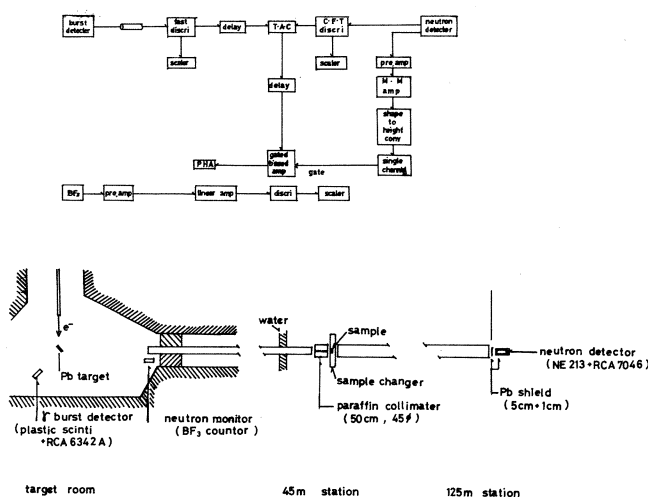 burst detector
fast discri
delay
T·A·C
C·F·T discri
neutron detector
scaler
scaler
pre amp
M·M amp
delay
shape to height conv
PHA
gated biased amp
gate
single channel
BF₃
pre amp
linear amp
discri
scaler
e⁻
Pb target
γ burst detector
(plastic scinti
+RCA 6342 A)
neutron monitor
(BF₃ countor)
water
sample
sample changer
paraffin collimater
(50cm, 45∮)
neutron detector
(NE 213+RCA 7046)
Pb shield
(5cm+1cm)
target room
45m station
125m station